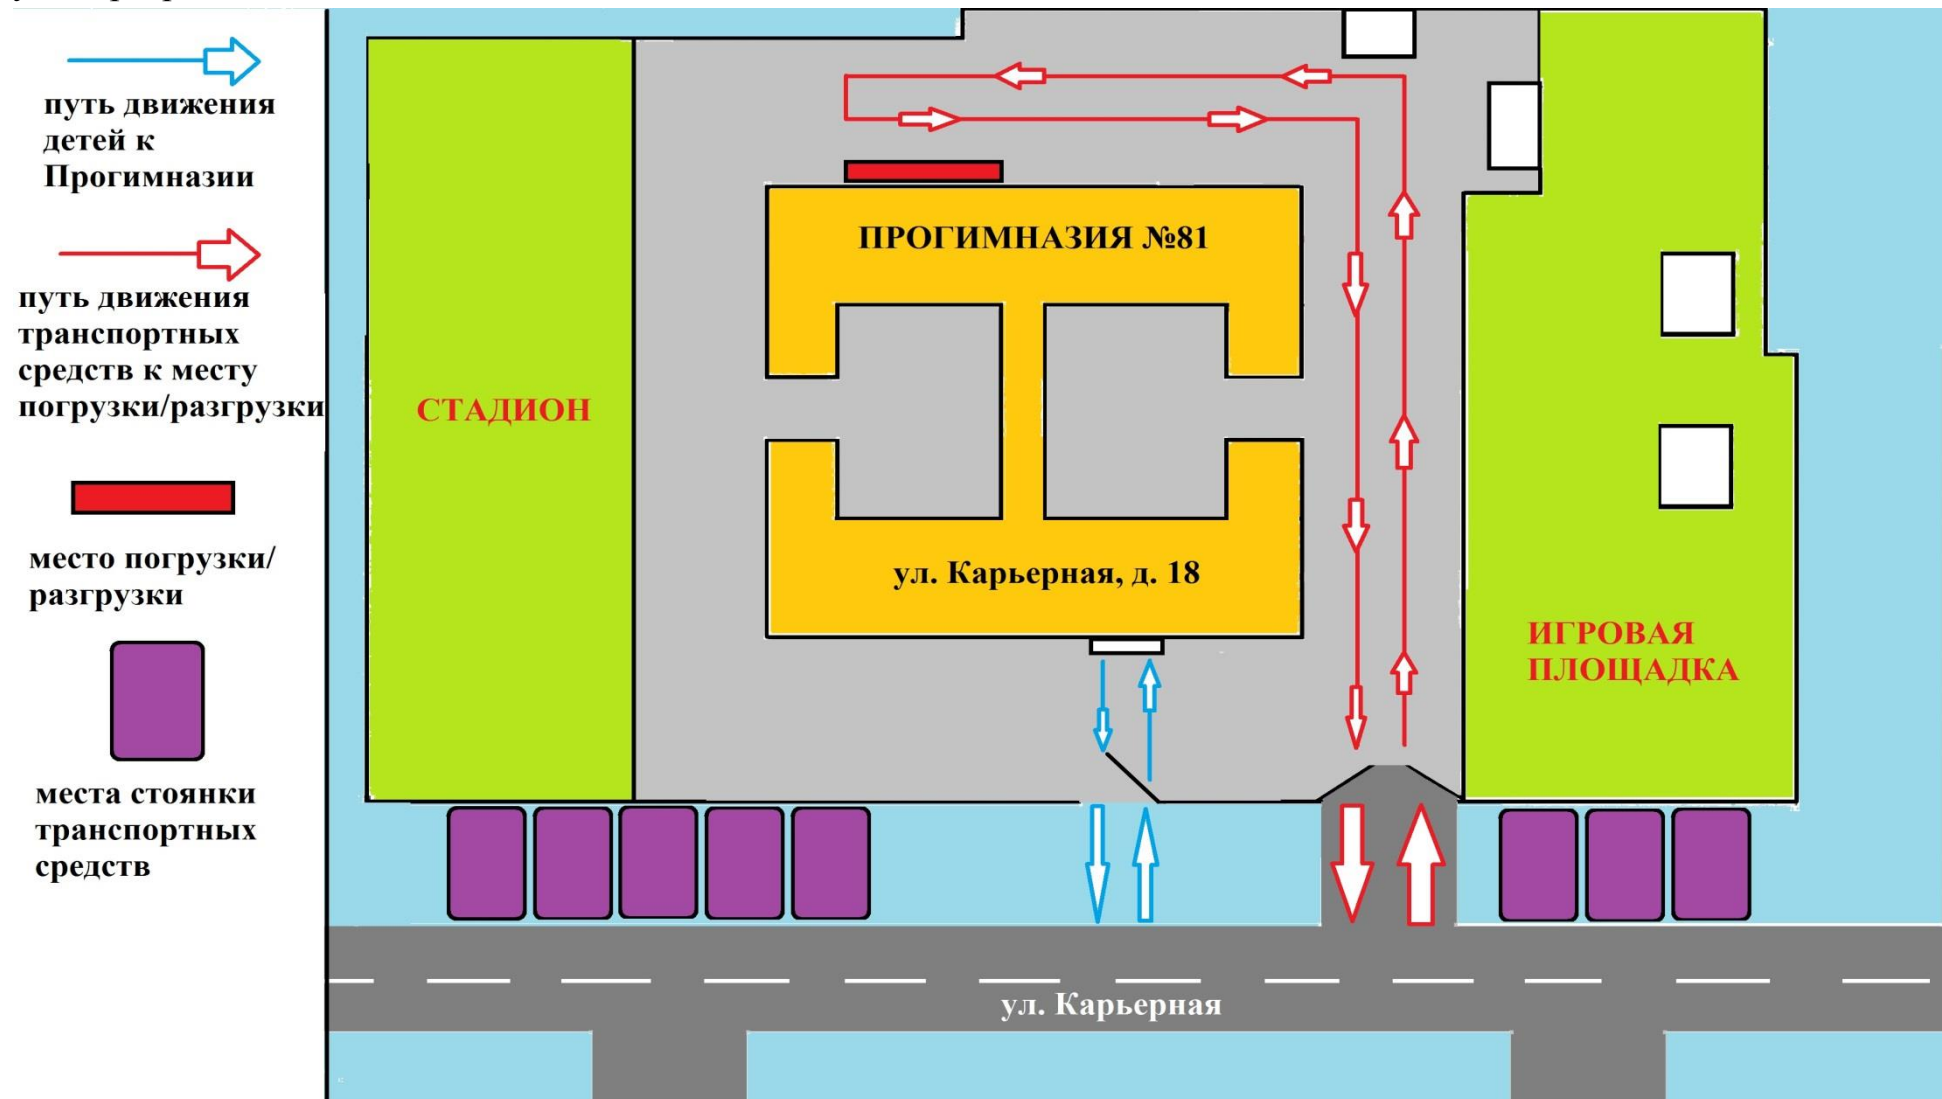 путь движения
детей к
Прогимназии
путь движения
транспортных
средств к месту
погрузки/разгрузки
место погрузки/
разгрузки
места стоянки
транспортных
средств
ПРОГИМНАЗИЯ №81
СТАДИОН
ул. Карьерная, д. 18
ИГРОВАЯ
ПЛОЩАДКА
ул. Карьерная